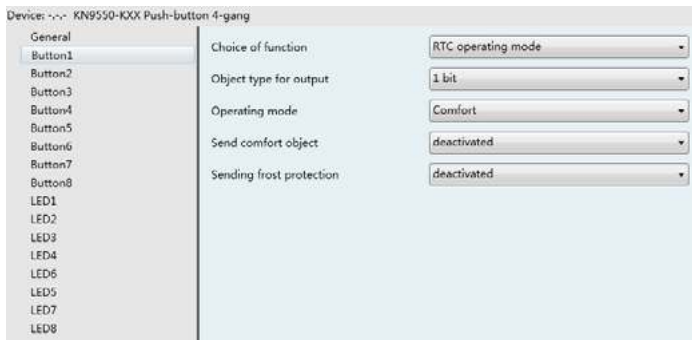 Device: -.-.- KN9550-KXX Push-button 4-gang
General
Button1
Button2
Button3
Button4
Button5
Button6
Button7
Button8
LED1
LED2
LED3
LED4
LED6
LED5
LED7
LED8
Choice of function RTC operating mode
Object type for output 1 bit
Operating mode Comfort
Send comfort object deactivated
Sending frost protection deactivated